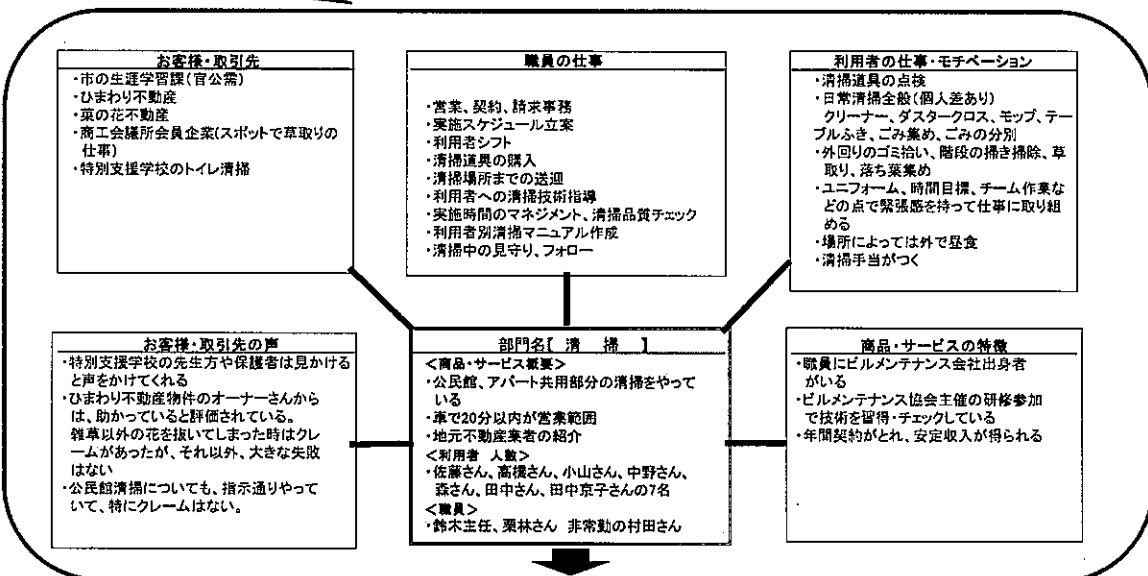 お客様・取引先
・市の生涯学習課(官公需)
・ひまわり不動産
・菜の花不動産
・商工会議所会員企業(スポットで草取りの
仕事)
・特別支援学校のトイレ清掃
職員の仕事
・営業、契約、請求事務
・実施スケジュール立案
・利用者シフト
・清掃道具の購入
・清掃場所までの送迎
・利用者への清掃技術指導
・実施時間のマネジメント、清掃品質チェック
・利用者別清掃マニュアル作成
・清掃中の見守り、フォロー
利用者の仕事・モチベーション
・清掃道具の点検
・日常清掃全般(個人差あり)
クリーナー、ダスタークロス、モップ、テー
ブルふき、ごみ集め、ごみの分別
・外回りのゴミ拾い、階段の掃き掃除、草
取り、落ち葉集め
・ユニフォーム、時間目標、チーム作業な
どの点で緊張感を持って仕事に取り組
める
・場所によっては外で昼食
・清掃手当がつく
お客様・取引先の声
・特別支援学校の先生方や保護者は見かける
と声をかけてくれる
・ひまわり不動産物件のオーナーさんから
は、助かっていると評価されている。
雑草以外の花を抜いてしまった時はクレ
ームがあったが、それ以外、大きな失敗
はない
・公民館清掃についても、指示通りやって
いて、特にクレームはない。
部門名【 清 掃 】
<商品・サービス概要>
・公民館、アパート共用部分の清掃をやって
いる
・車で20分以内が営業範囲
・地元不動産業者の紹介
<利用者 人数>
・佐藤さん、高橋さん、小山さん、中野さん、
森さん、田中さん、田中京子さんの7名
<職員>
・鈴木主任、栗林さん 非常勤の村田さん
商品・サービスの特徴
・職員にビルメンテナンス会社出身者
がいる
・ビルメンテナンス協会主催の研修参加
で技術を習得・チェックしている
・年間契約がとれ、安定収入が得られる